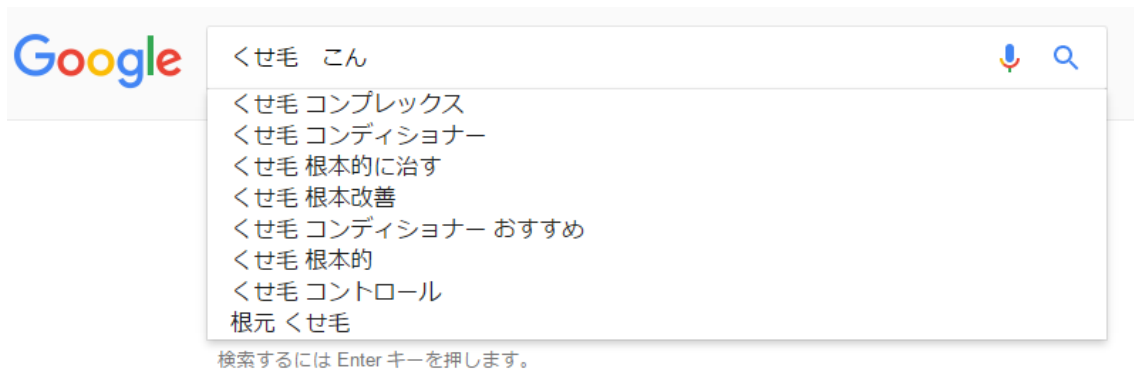 Google
くせ毛　こん
くせ毛 コンプレックス
くせ毛 コンディショナー
くせ毛 根本的に治す
くせ毛 根本改善
くせ毛 コンディショナー おすすめ
くせ毛 根本的
くせ毛 コントロール
根元 くせ毛
検索するには Enter キーを押します。